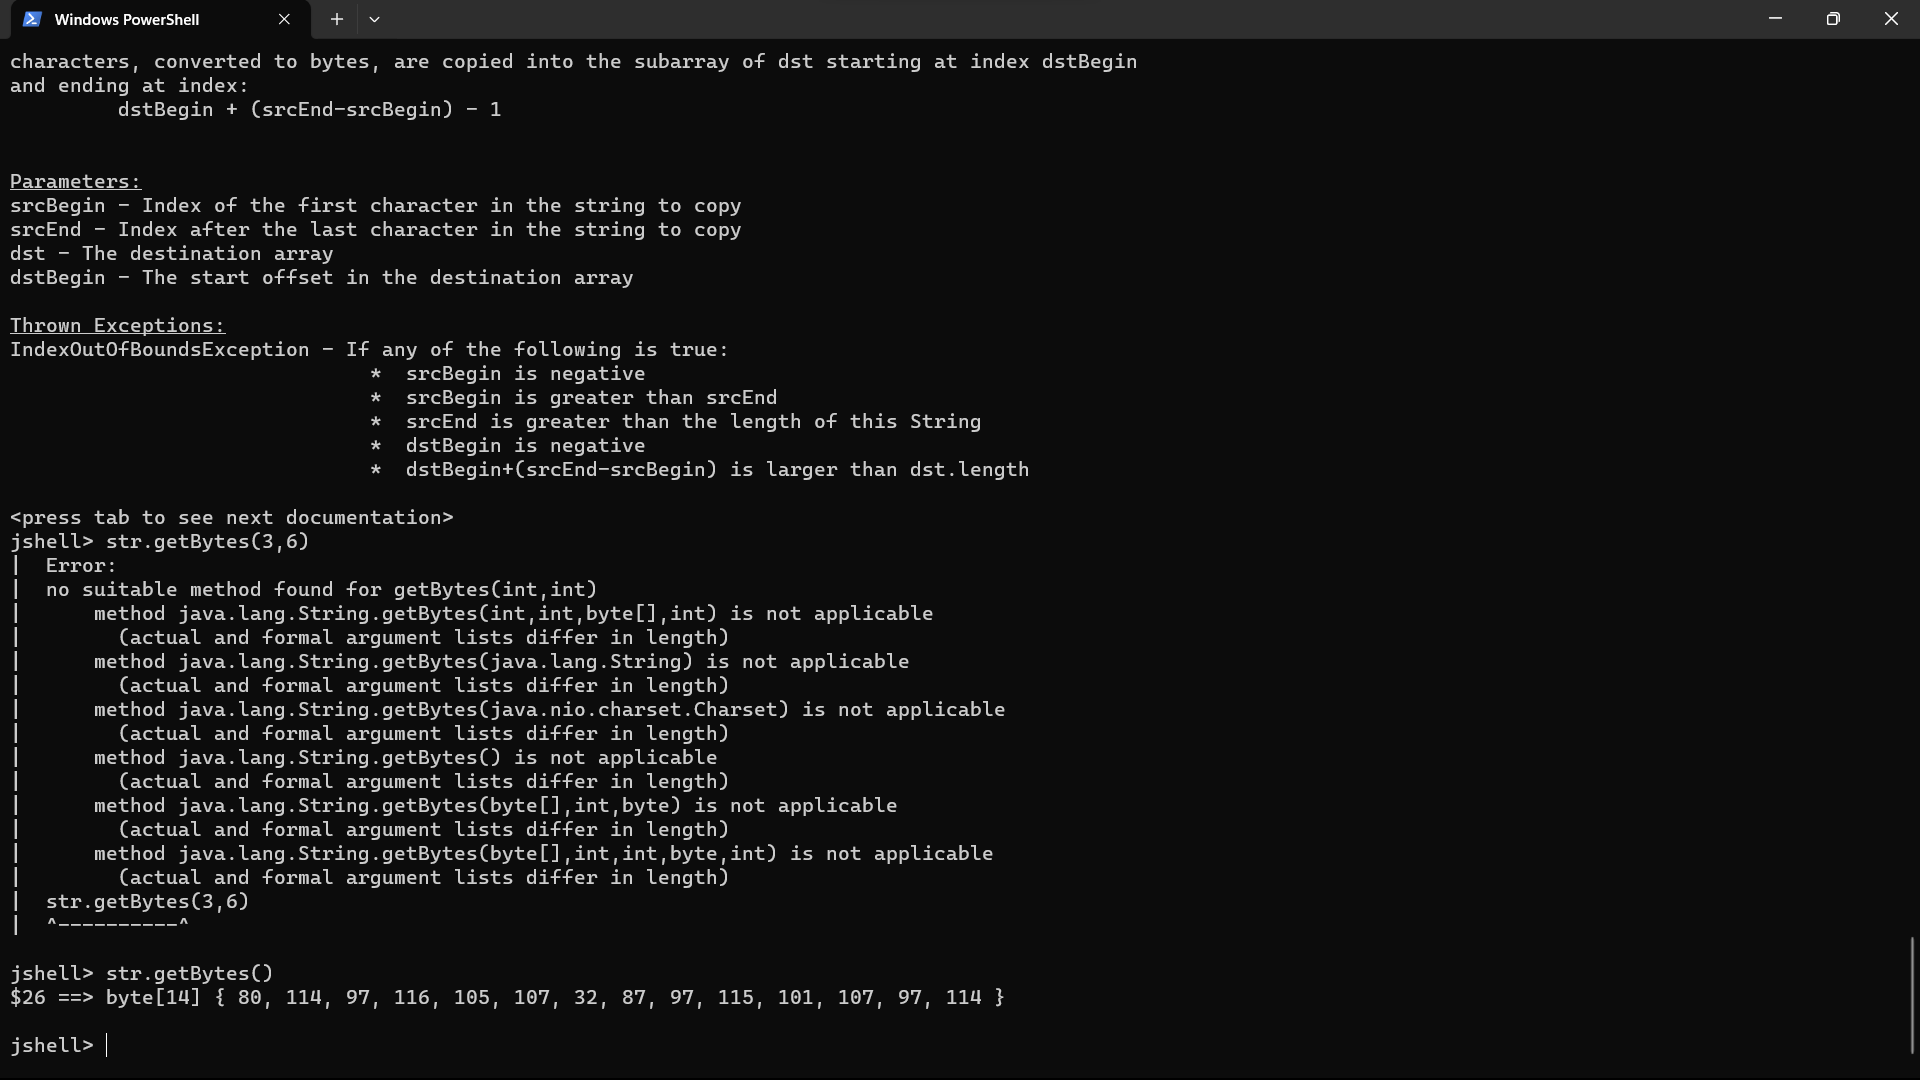 Windows PowerShell
characters, converted to bytes, are copied into the subarray of dst starting at index dstBegin
and ending at index:
         dstBegin + (srcEnd-srcBegin) - 1
Parameters:
srcBegin - Index of the first character in the string to copy
srcEnd - Index after the last character in the string to copy
dst - The destination array
dstBegin - The start offset in the destination array
Thrown Exceptions:
IndexOutOfBoundsException - If any of the following is true:
                              *  srcBegin is negative
                              *  srcBegin is greater than srcEnd
                              *  srcEnd is greater than the length of this String
                              *  dstBegin is negative
                              *  dstBegin+(srcEnd-srcBegin) is larger than dst.length
<press tab to see next documentation>
jshell> str.getBytes(3,6)
|  Error:
|  no suitable method found for getBytes(int,int)
|      method java.lang.String.getBytes(int,int,byte[],int) is not applicable
|        (actual and formal argument lists differ in length)
|      method java.lang.String.getBytes(java.lang.String) is not applicable
|        (actual and formal argument lists differ in length)
|      method java.lang.String.getBytes(java.nio.charset.Charset) is not applicable
|        (actual and formal argument lists differ in length)
|      method java.lang.String.getBytes() is not applicable
|        (actual and formal argument lists differ in length)
|      method java.lang.String.getBytes(byte[],int,byte) is not applicable
|        (actual and formal argument lists differ in length)
|      method java.lang.String.getBytes(byte[],int,int,byte,int) is not applicable
|        (actual and formal argument lists differ in length)
|  str.getBytes(3,6)
|  ^----------^
jshell> str.getBytes()
$26 ==> byte[14] { 80, 114, 97, 116, 105, 107, 32, 87, 97, 115, 101, 107, 97, 114 }
jshell>